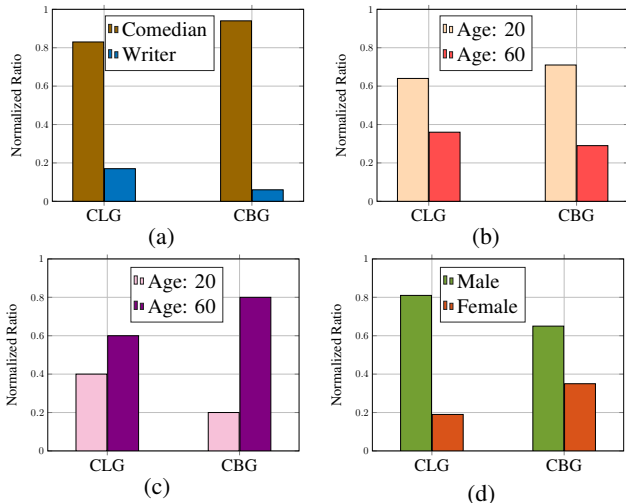 1
0.8
0.6
0.4
0.2
0
Normalized Ratio
Comedian
Writer
CLG
CBG
(a)
1
0.8
0.6
0.4
0.2
0
Normalized Ratio
Age: 20
Age: 60
CLG
CBG
(b)
1
0.8
0.6
0.4
0.2
0
Normalized Ratio
Age: 20
Age: 60
CLG
CBG
(c)
1
0.8
0.6
0.4
0.2
0
Normalized Ratio
Male
Female
CLG
CBG
(d)